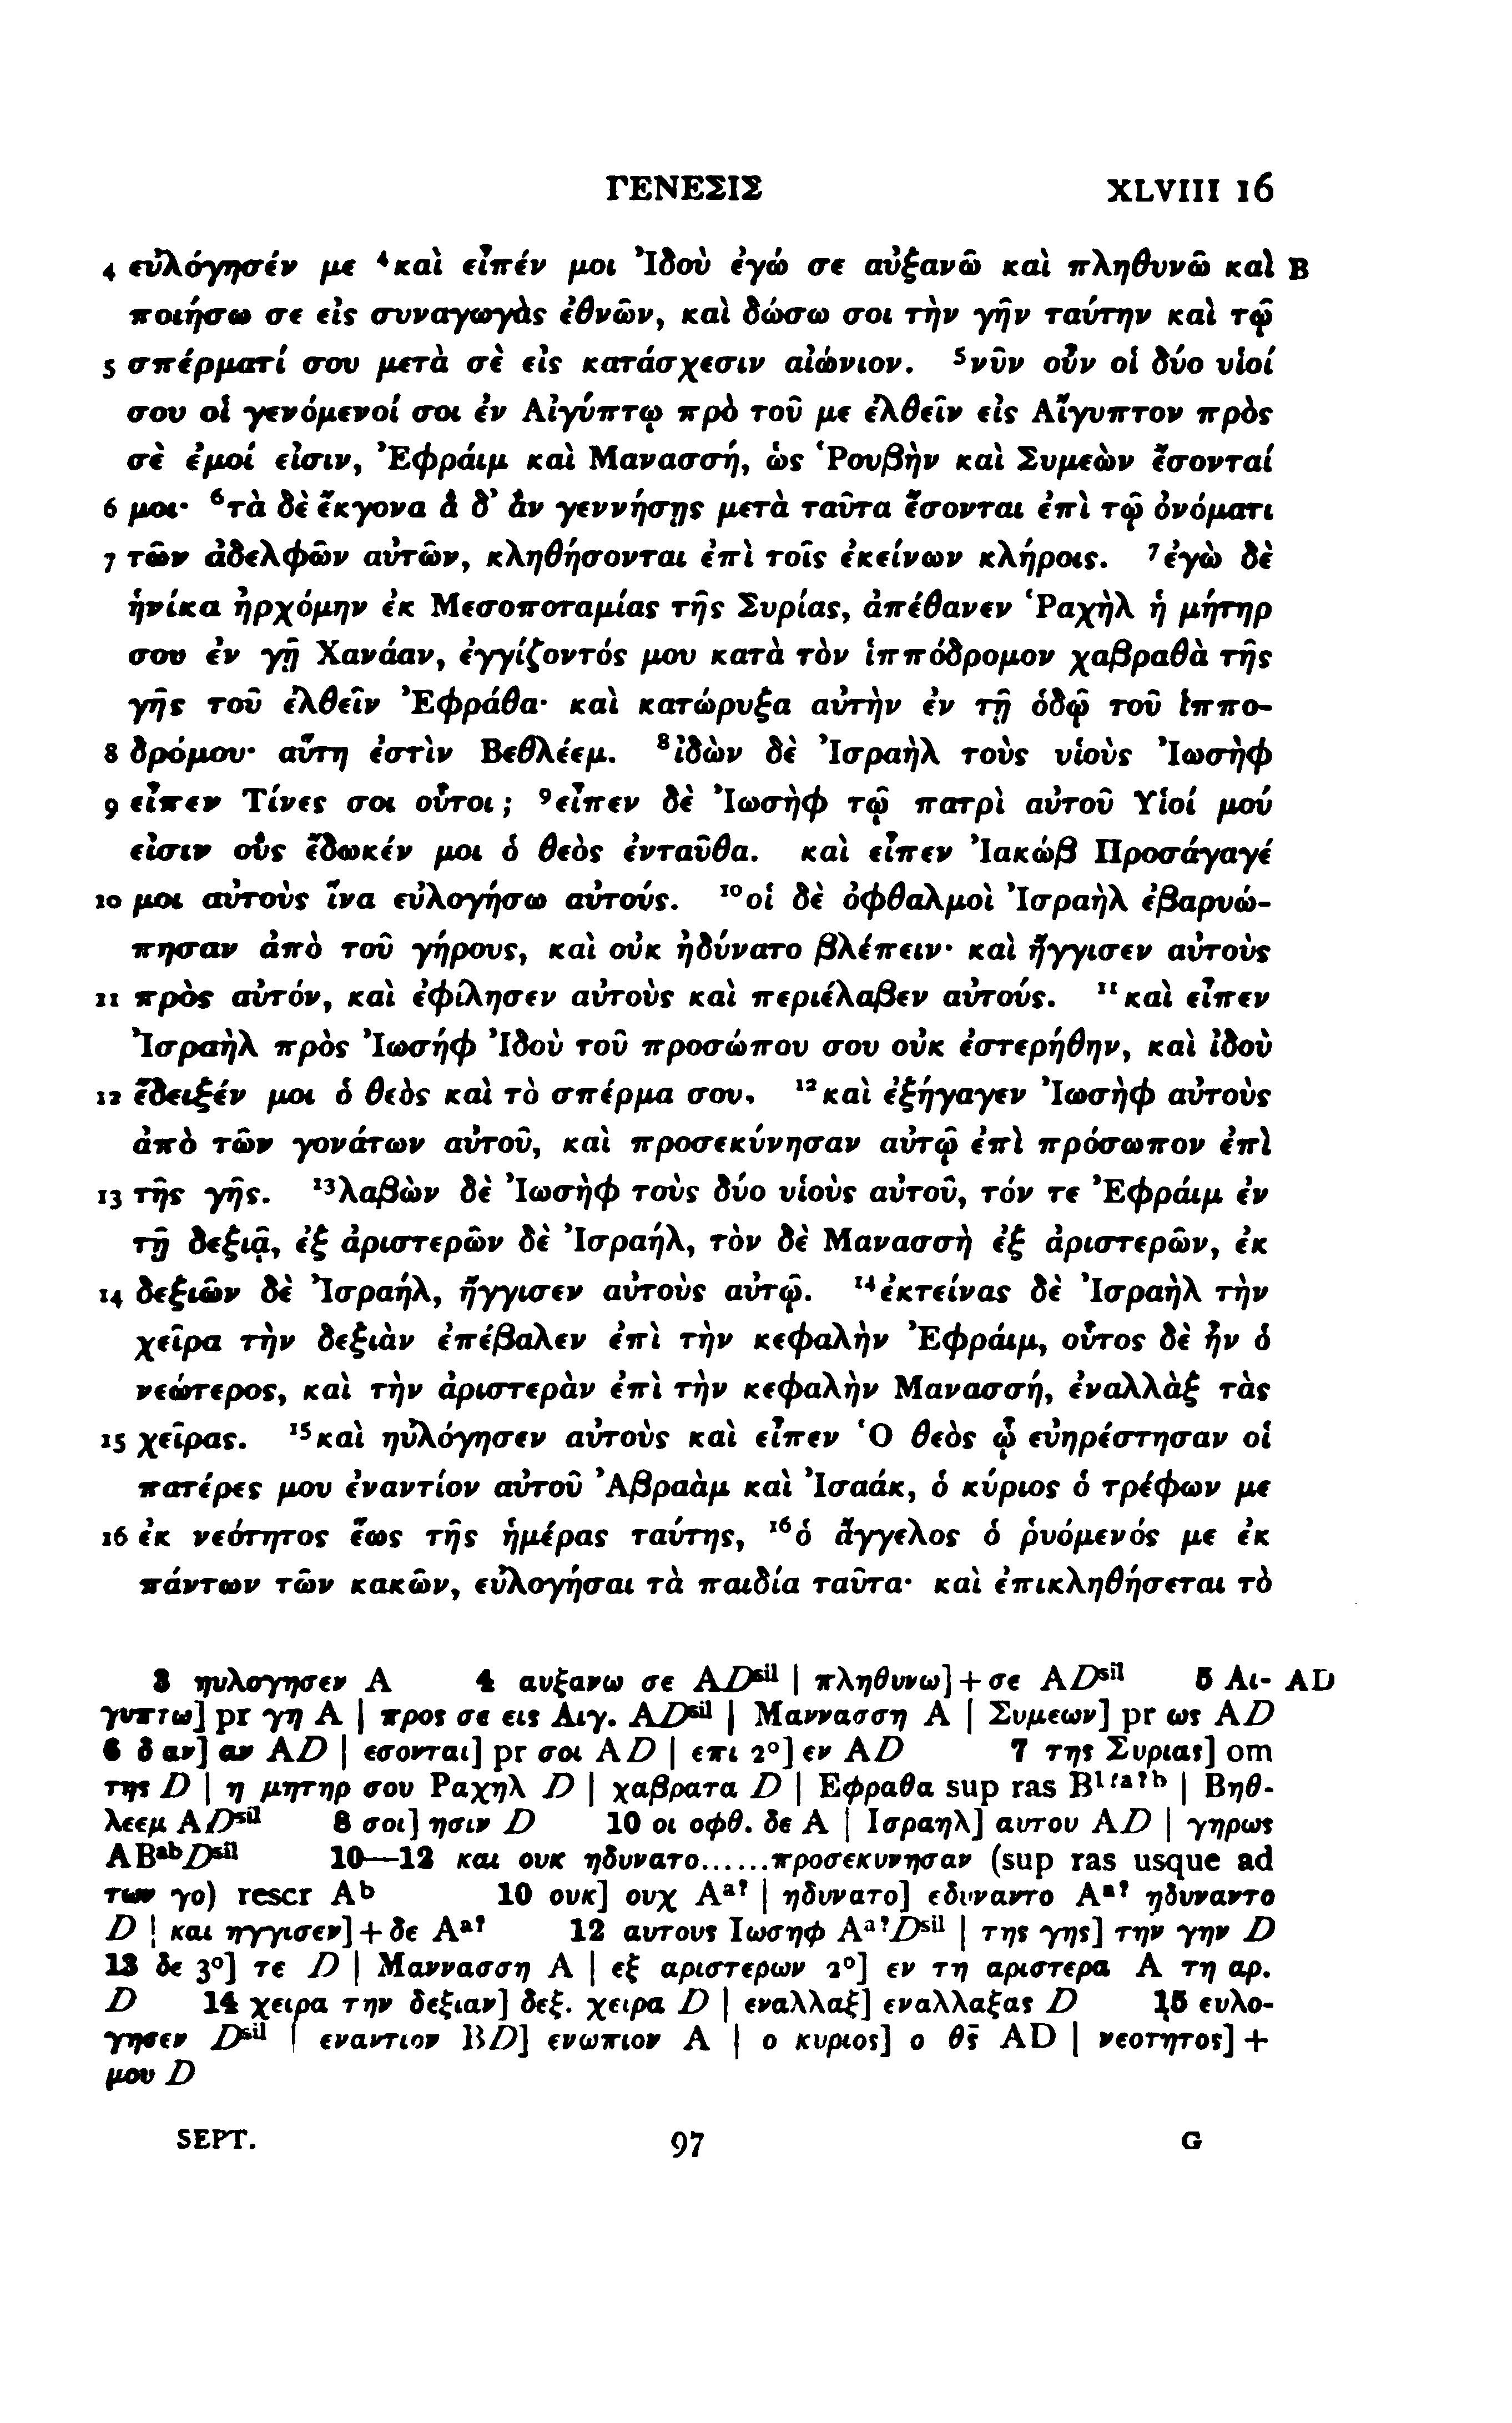 ΓΕΝΕΣΙΣ XLVIII 16
4 εὐλόγησέν με ⁴καὶ εἶπέν μοι Ἰδοὺ ἐγώ σε αὐξανῶ καὶ πληθυνῶ καὶ B
ποιήσω σε εἰς συναγωγὰς ἐθνῶν, καὶ δώσω σοι τὴν γῆν ταύτην καὶ τῷ
5 σπέρματί σου μετὰ σὲ εἰς κατάσχεσιν αἰώνιον. ⁵νῦν οὖν οἱ δύο υἱοί
σου οἱ γενόμενοί σοι ἐν Αἰγύπτῳ πρὸ τοῦ με ἐλθεῖν εἰς Αἴγυπτον πρὸς
σὲ ἐμοί εἰσιν, Ἐφράιμ καὶ Μανασσή, ὡς Ῥουβὴν καὶ Συμεὼν ἔσονταί
6 μοι· ⁶τὰ δὲ ἔκγονα ἃ δ᾽ ἂν γεννήσῃς μετὰ ταῦτα ἔσονται ἐπὶ τῷ ὀνόματι
7 τῶν ἀδελφῶν αὐτῶν, κληθήσονται ἐπὶ τοῖς ἐκείνων κλήροις. ⁷ἐγὼ δὲ
ἡνίκα ἠρχόμην ἐκ Μεσοποταμίας τῆς Συρίας, ἀπέθανεν Ῥαχὴλ ἡ μήτηρ
σου ἐν γῇ Χανάαν, ἐγγίζοντός μου κατὰ τὸν ἱππόδρομον χαβραθὰ τῆς
γῆς τοῦ ἐλθεῖν Ἐφράθα· καὶ κατώρυξα αὐτὴν ἐν τῇ ὁδῷ τοῦ ἱππο-
8 δρόμου· αὕτη ἐστὶν Βεθλέεμ. ⁸ἰδὼν δὲ Ἰσραὴλ τοὺς υἱοὺς Ἰωσὴφ
9 εἶπεν Τίνες σοι οὗτοι; ⁹εἶπεν δὲ Ἰωσὴφ τῷ πατρὶ αὐτοῦ Υἱοί μού
εἰσιν οὓς ἔδωκέν μοι ὁ θεὸς ἐνταῦθα. καὶ εἶπεν Ἰακώβ Προσάγαγέ
10 μοι αὐτοὺς ἵνα εὐλογήσω αὐτούς. ¹⁰οἱ δὲ ὀφθαλμοὶ Ἰσραὴλ ἐβαρυώ-
πησαν ἀπὸ τοῦ γήρους, καὶ οὐκ ἠδύνατο βλέπειν· καὶ ἤγγισεν αὐτοὺς
11 πρὸς αὐτόν, καὶ ἐφίλησεν αὐτοὺς καὶ περιέλαβεν αὐτούς. ¹¹καὶ εἶπεν
Ἰσραὴλ πρὸς Ἰωσήφ Ἰδοὺ τοῦ προσώπου σου οὐκ ἐστερήθην, καὶ ἰδοὺ
12 ἔδειξέν μοι ὁ θεὸς καὶ τὸ σπέρμα σου. ¹²καὶ ἐξήγαγεν Ἰωσὴφ αὐτοὺς
ἀπὸ τῶν γονάτων αὐτοῦ, καὶ προσεκύνησαν αὐτῷ ἐπὶ πρόσωπον ἐπὶ
13 τῆς γῆς. ¹³λαβὼν δὲ Ἰωσὴφ τοὺς δύο υἱοὺς αὐτοῦ, τόν τε Ἐφράιμ ἐν
τῇ δεξιᾷ, ἐξ ἀριστερῶν δὲ Ἰσραήλ, τὸν δὲ Μανασσὴ ἐξ ἀριστερῶν, ἐκ
14 δεξιῶν δὲ Ἰσραήλ, ἤγγισεν αὐτοὺς αὐτῷ. ¹⁴ἐκτείνας δὲ Ἰσραὴλ τὴν
χεῖρα τὴν δεξιὰν ἐπέβαλεν ἐπὶ τὴν κεφαλὴν Ἐφράιμ, οὗτος δὲ ἦν ὁ
νεώτερος, καὶ τὴν ἀριστερὰν ἐπὶ τὴν κεφαλὴν Μανασσή, ἐναλλὰξ τὰς
15 χεῖρας. ¹⁵καὶ ηὐλόγησεν αὐτοὺς καὶ εἶπεν Ὁ θεὸς ᾧ εὐηρέστησαν οἱ
πατέρες μου ἐναντίον αὐτοῦ Ἀβραὰμ καὶ Ἰσαάκ, ὁ κύριος ὁ τρέφων με
16 ἐκ νεότητος ἕως τῆς ἡμέρας ταύτης, ¹⁶ὁ ἄγγελος ὁ ῥυόμενός με ἐκ
πάντων τῶν κακῶν, εὐλογήσαι τὰ παιδία ταῦτα· καὶ ἐπικληθήσεται τὸ
3 ηυλογησεν A 4 αυξανω σε AD^sil | πληθυνω]+σε AD^sil 5 Αι- AD
γυπτω] pr γη A | προς σε εις Αιγ. AD^sil | Μαννασση A | Συμεων] pr ως AD
6 δ αν] αν AD | εσονται] pr σοι AD | επι 2º] εν AD 7 της Συριας] om
της D | η μητηρ σου Ραχηλ D | χαβρατα D | Εφραθα sup ras B^1?a?b | Βηθ-
λεεμ AD^sil 8 σοι] ησιν D 10 οι οφθ. δε A | Ισραηλ] αυτου AD | γηρως
AB^abD^sil 10—12 και ουκ ηδυνατο......προσεκυνησαν (sup ras usque ad
των γο) rescr A^b 10 ουκ] ουχ A^a? | ηδυνατο] εδυναντο A^a? ηδυναντο
D | και ηγγισεν]+δε A^a? 12 αυτους Ιωσηφ A^a?D^sil | της γης] την γην D
13 δε 3º] τε D | Μαννασση A | εξ αριστερων 2º] εν τη αριστερα A τη αρ.
D 14 χειρα την δεξιαν] δεξ. χειρα D | εναλλαξ] εναλλαξας D 15 ευλο-
γησεν D^sil | εναντιον BD] ενωπιον A | ο κυριος] ο θς̄ AD | νεοτητος]+
μου D
SEPT. 97 G